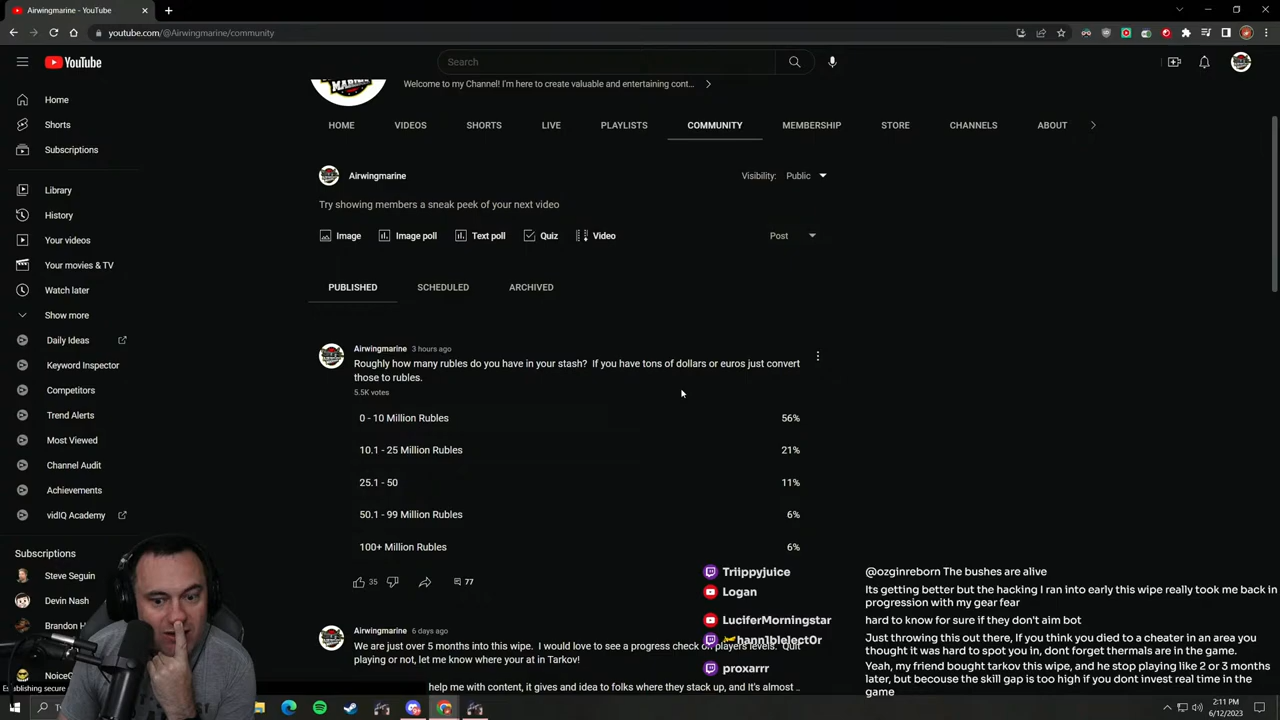 Airwingmarine - YouTube
youtube.com/@Airwingmarine/community
YouTube
Search
Welcome to my Channel! I'm here to create valuable and entertaining cont...
HOME
VIDEOS
SHORTS
LIVE
PLAYLISTS
COMMUNITY
MEMBERSHIP
STORE
CHANNELS
ABOUT
Home
Shorts
Subscriptions
Library
History
Your videos
Your movies & TV
Watch later
Show more
Daily Ideas
Keyword Inspector
Competitors
Trend Alerts
Most Viewed
Channel Audit
Achievements
vidIQ Academy
Subscriptions
Steve Seguin
Devin Nash
Brandon H
NoiceG
Airwingmarine
Visibility: Public
Try showing members a sneak peek of your next video
Image
Image poll
Text poll
Quiz
Video
Post
PUBLISHED
SCHEDULED
ARCHIVED
Airwingmarine 3 hours ago
Roughly how many rubles do you have in your stash? If you have tons of dollars or euros just convert
those to rubles.
5.5K votes
0 - 10 Million Rubles 56%
10.1 - 25 Million Rubles 21%
25.1 - 50 11%
50.1 - 99 Million Rubles 6%
100+ Million Rubles 6%
35
77
Airwingmarine 6 days ago
We are just over 5 months into this wipe. I would love to see a progress check on players levels. Quit
playing or not, let me know where your at in Tarkov!
help me with content, it gives and idea to folks where they stack up, and it's almost ..
Triippyjuice @ozginreborn The bushes are alive
Logan Its getting better but the hacking I ran into early this wipe really took me back in
progression with my gear fear
LuciferMorningstar hard to know for sure if they don't aim bot
hann1blelect0r Just throwing this out there, If you think you died to a cheater in an area you
thought it was hard to spot you in, dont forget thermals are in the game.
proxarrr Yeah, my friend bought tarkov this wipe, and he stop playing like 2 or 3 months
later, but becouse the skill gap is too high if you dont invest real time in the
game
Establishing secure
2:11 PM
6/12/2023